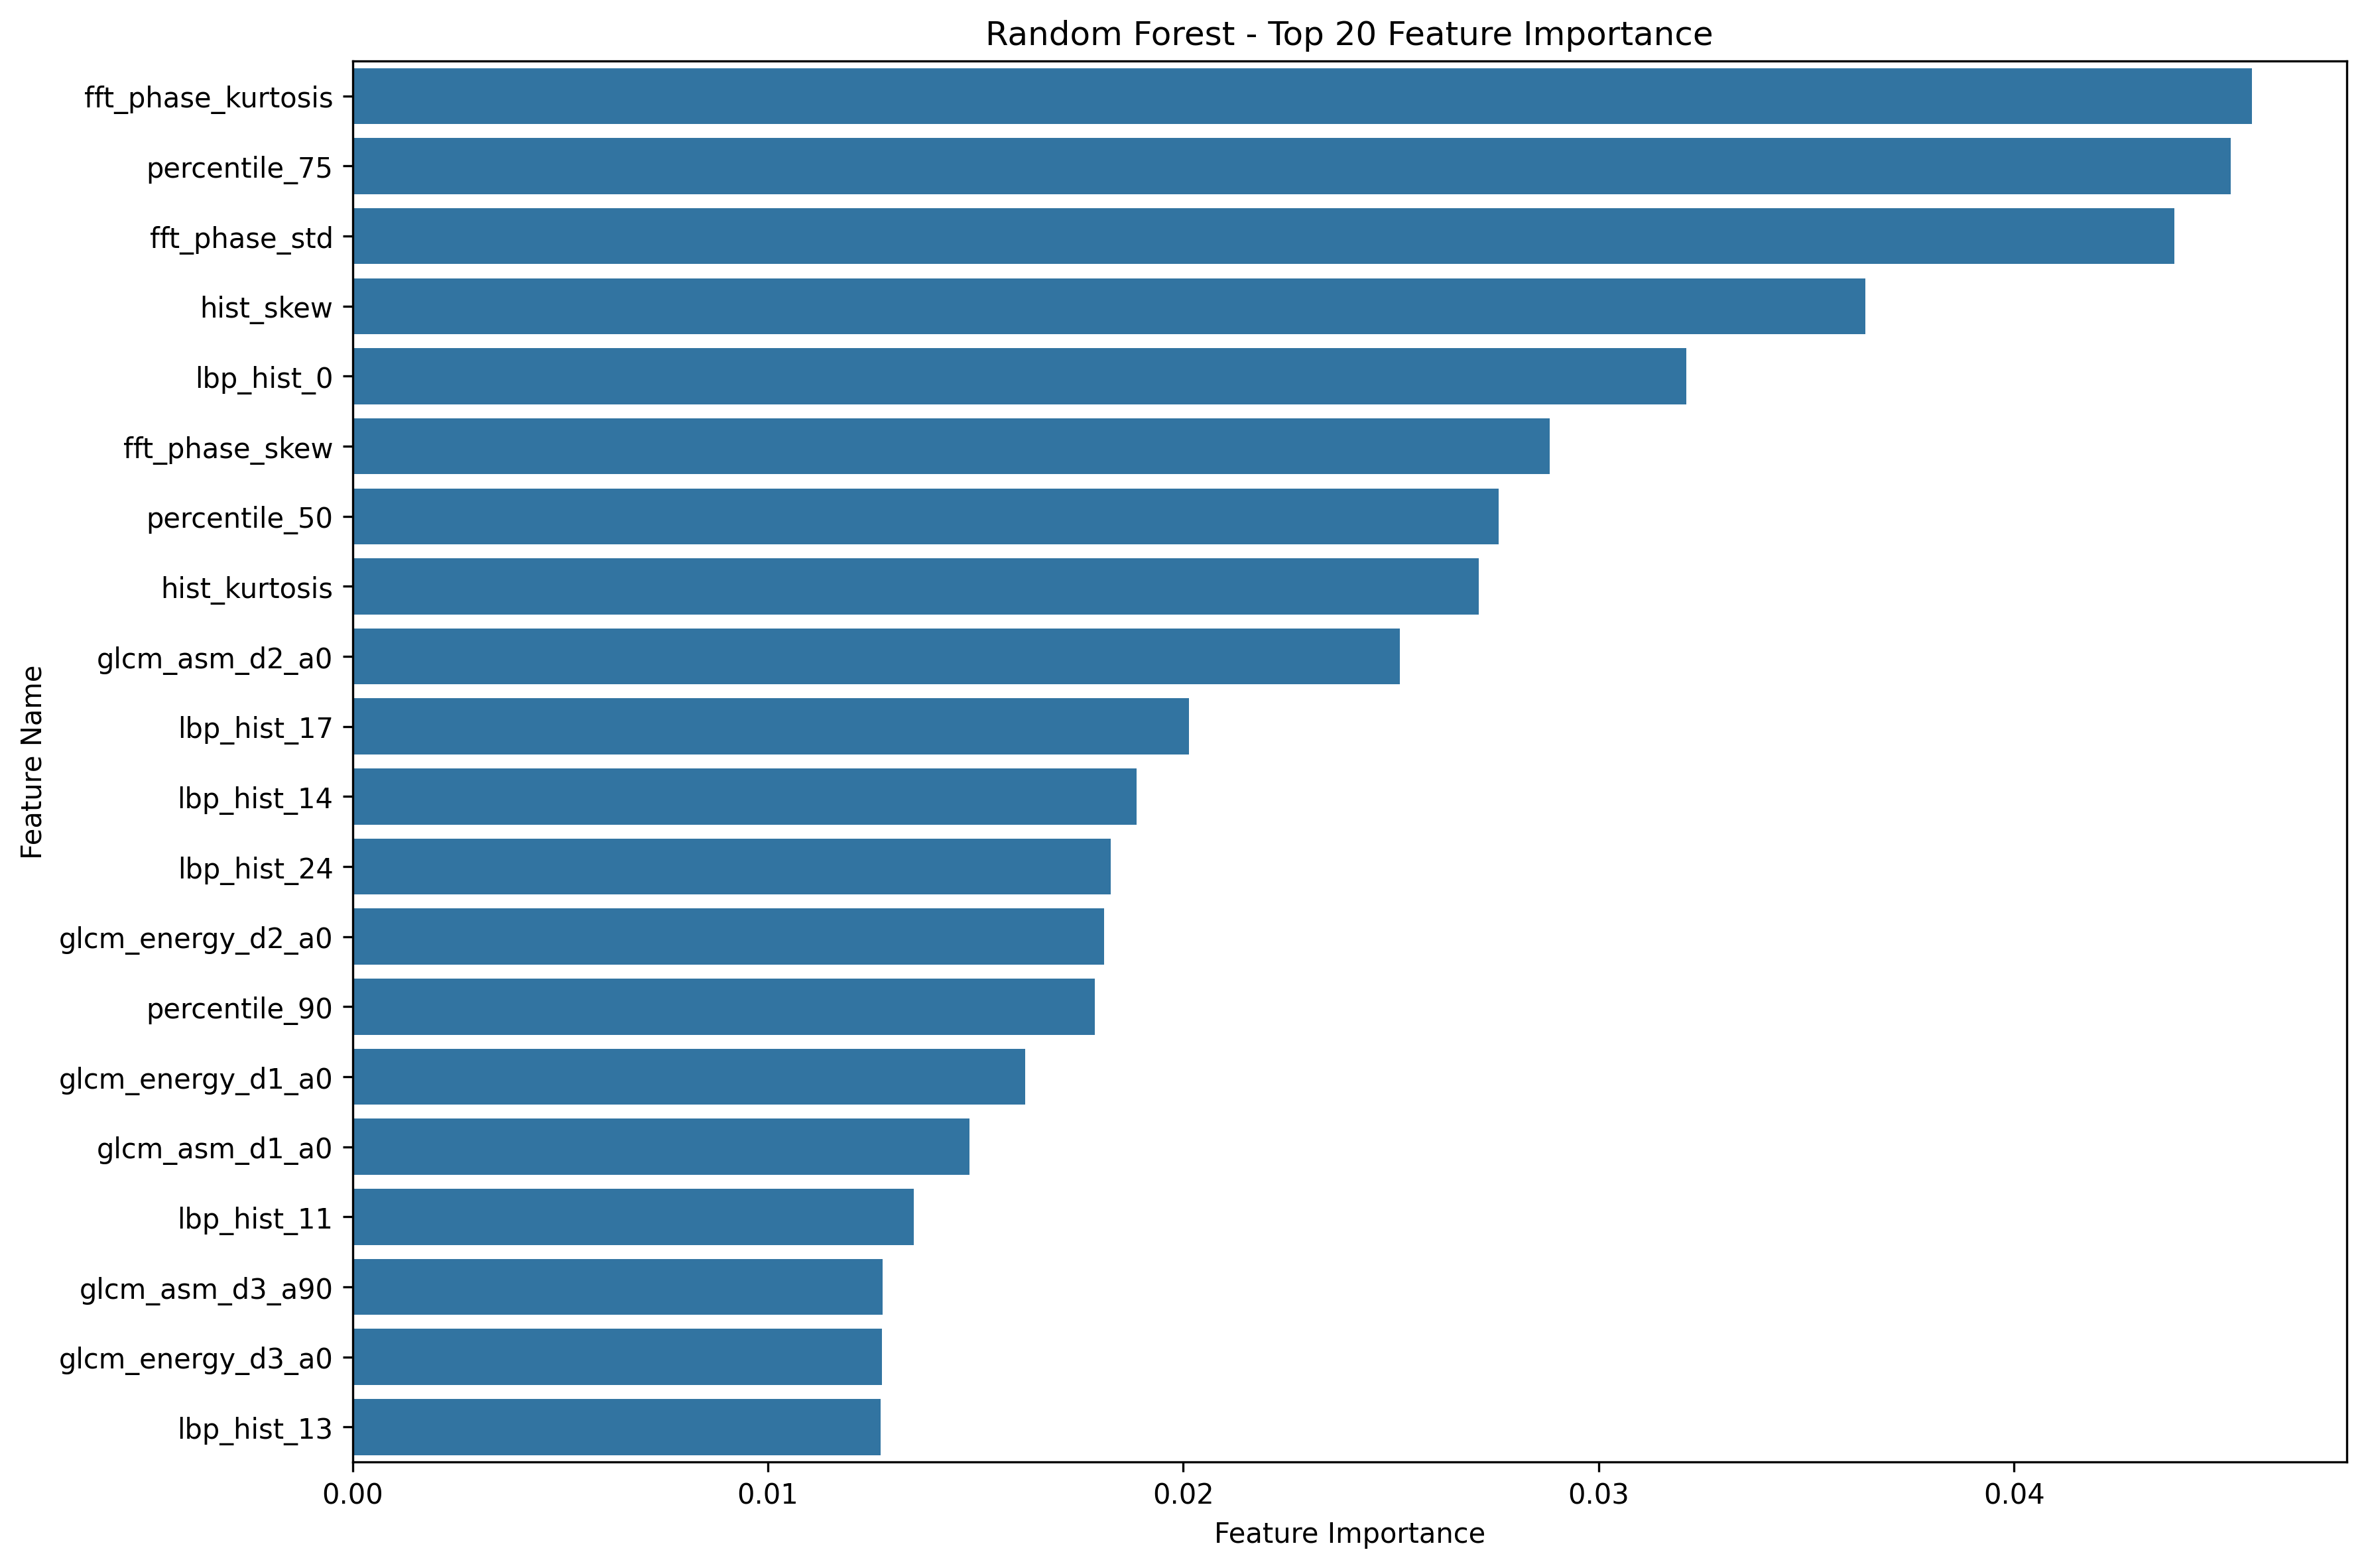 Random Forest - Top 20 Feature Importance
fft_phase_kurtosis
percentile_75
fft_phase_std
hist_skew
lbp_hist_0
fft_phase_skew
percentile_50
hist_kurtosis
glcm_asm_d2_a0
lbp_hist_17
lbp_hist_14
lbp_hist_24
glcm_energy_d2_a0
percentile_90
glcm_energy_d1_a0
glcm_asm_d1_a0
lbp_hist_11
glcm_asm_d3_a90
glcm_energy_d3_a0
lbp_hist_13
Feature Name
0.00 0.01 0.02 0.03 0.04
Feature Importance